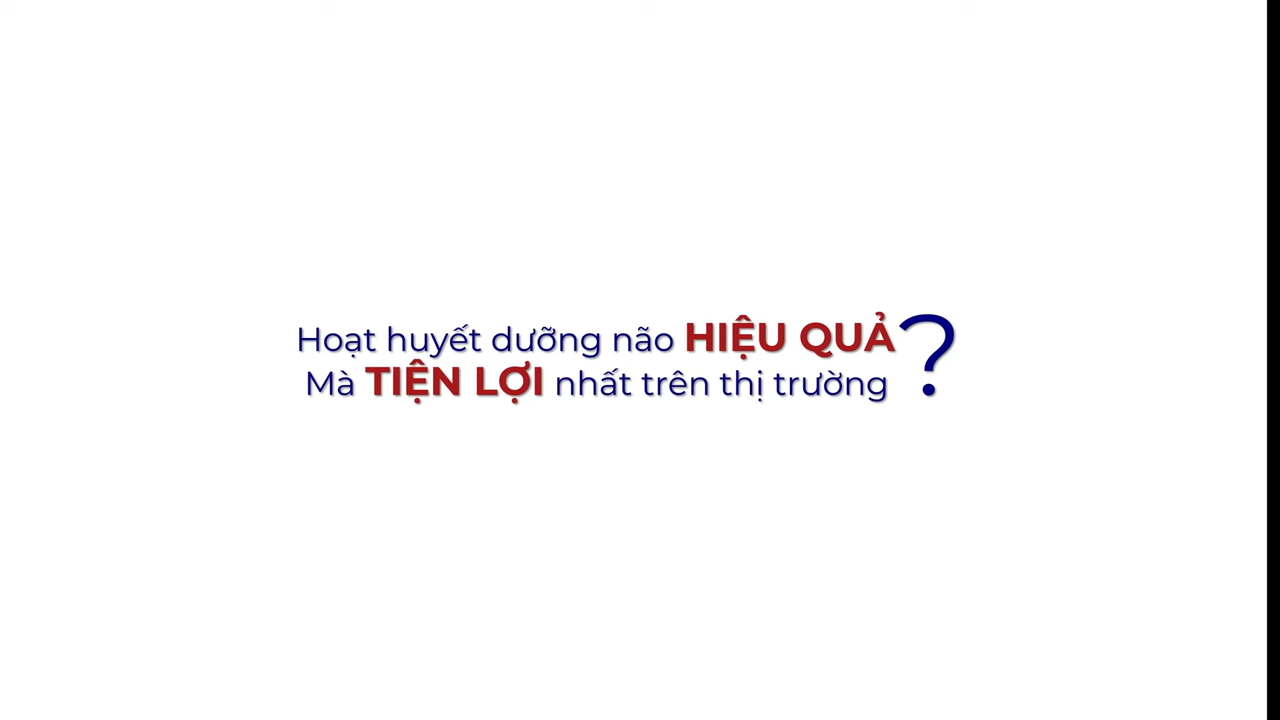 Hoạt huyết dưỡng não HIỆU QUẢ
Mà TIỆN LỢI nhất trên thị trường ?